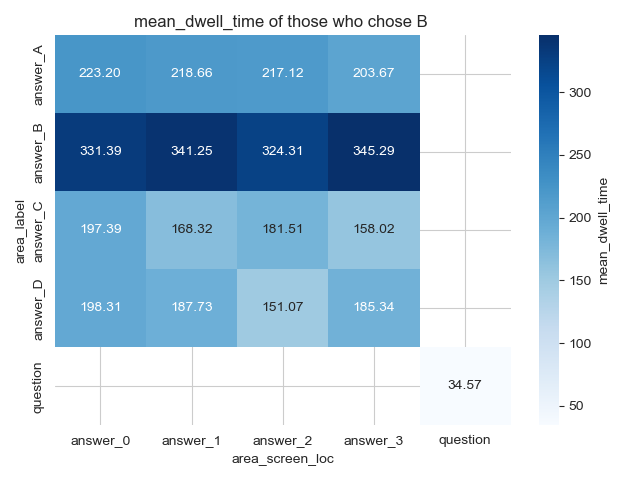 mean_dwell_time of those who chose B
answer_A
223.20 218.66 217.12 203.67
answer_B
331.39 341.25 324.31 345.29
answer_C
197.39 168.32 181.51 158.02
answer_D
198.31 187.73 151.07 185.34
question
34.57
area_label
answer_0 answer_1 answer_2 answer_3 question
area_screen_loc
300
250
200
150
100
50
mean_dwell_time